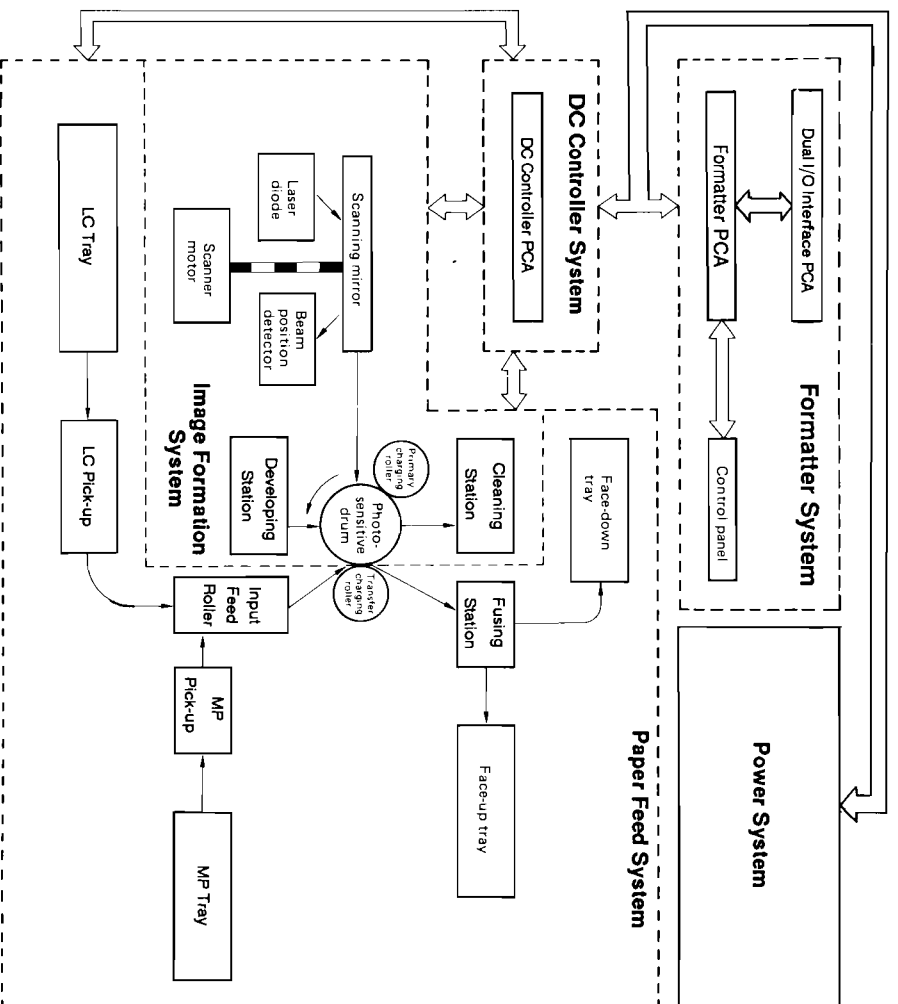 Formatter System
Dual I/O Interface PCA
Formatter PCA
Control panel
Power System
DC Controller System
DC Controller PCA
Paper Feed System
Face-down
tray
Cleaning
Station
Fusing
Station
Face-up tray
Primary
charging
roller
Photo-
sensitive
drum
Transfer
charging
roller
Scanning mirror
Laser
diode
Beam
position
detector
Scanner
motor
Developing
Station
Image Formation
System
Input
Feed
Roller
MP
Pick-up
MP Tray
LC Tray
LC Pick-up